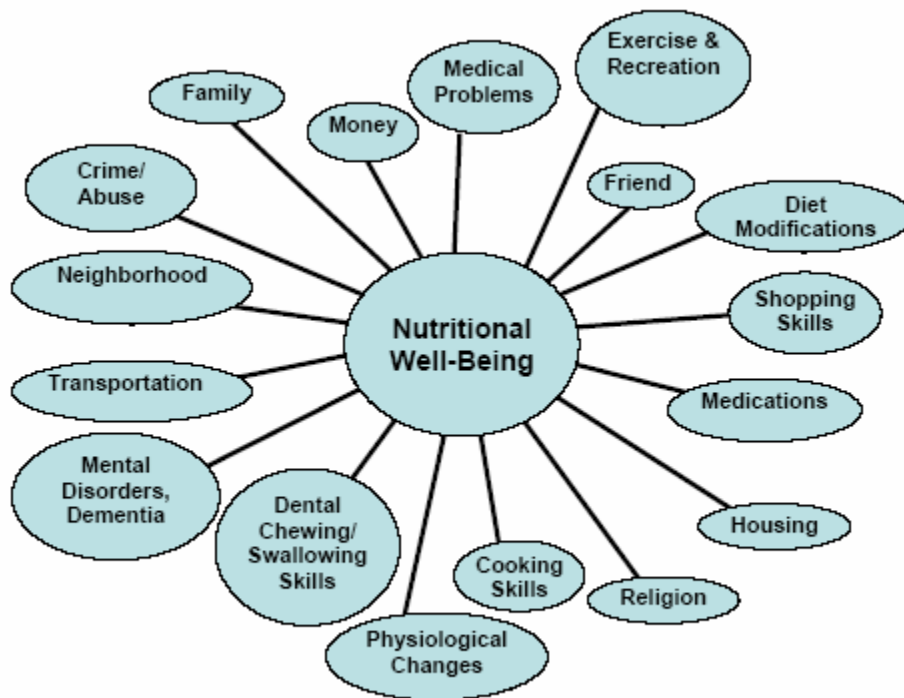 Exercise &
Recreation
Medical
Problems
Family
Money
Crime/
Abuse
Friend
Diet
Modifications
Neighborhood
Shopping
Skills
Nutritional
Well-Being
Transportation
Medications
Mental
Disorders,
Dementia
Dental
Chewing/
Swallowing
Skills
Housing
Cooking
Skills
Religion
Physiological
Changes